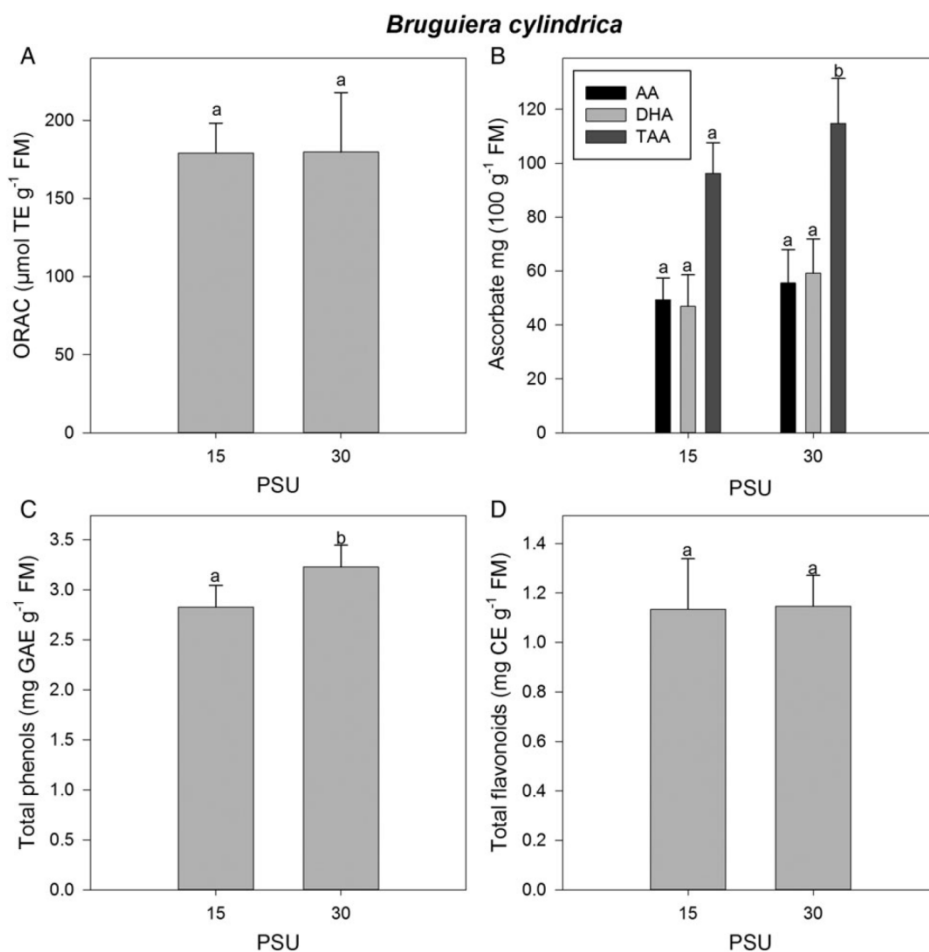 Bruguiera cylindrica
A
ORAC (µmol TE g⁻¹ FM)
200
150
100
50
0
a
a
15
30
PSU
B
Ascorbate mg (100 g⁻¹ FM)
120
100
80
60
40
20
0
AA
DHA
TAA
a
a
a
a
a
b
15
30
PSU
C
Total phenols (mg GAE g⁻¹ FM)
3.5
3.0
2.5
2.0
1.5
1.0
0.5
0.0
a
b
15
30
PSU
D
Total flavonoids (mg CE g⁻¹ FM)
1.4
1.2
1.0
0.8
0.6
0.4
0.2
0.0
a
a
15
30
PSU